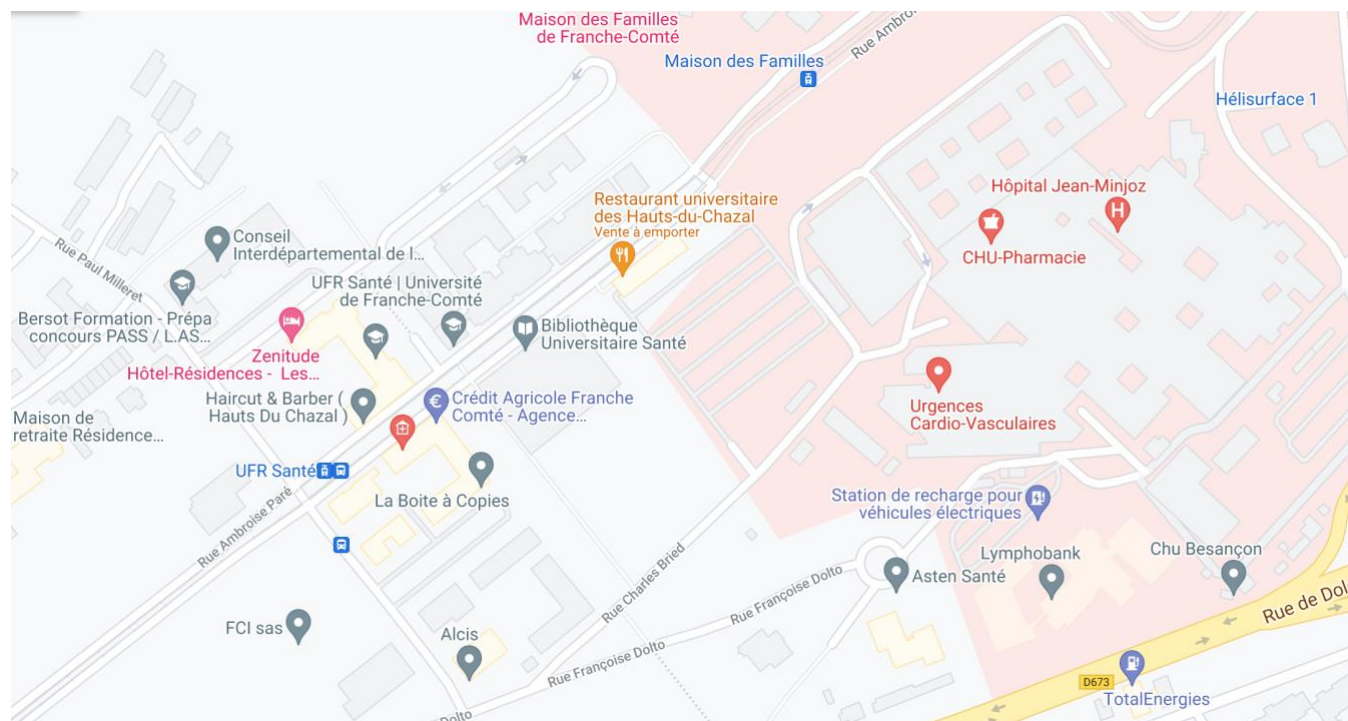 Maison des Familles
de Franche-Comté
Maison des Familles
Rue Ambro
Hélisurface 1
Hôpital Jean-Minjoz
CHU-Pharmacie
Restaurant universitaire
des Hauts-du-Chazal
Vente à emporter
Rue Paul Milleret
Conseil
Interdépartemental de l...
UFR Santé | Université
de Franche-Comté
Bersot Formation - Prépa
concours PASS / L.AS...
Bibliothèque
Universitaire Santé
Zenitude
Hôtel-Résidences - Les...
Haircut & Barber (
Hauts Du Chazal )
Crédit Agricole Franche
Comté - Agence...
Urgences
Cardio-Vasculaires
Maison de
retraite Résidence...
UFR Santé
La Boite à Copies
Rue Ambroise Paré
Station de recharge pour
véhicules électriques
Lymphobank
Chu Besançon
Asten Santé
Rue Charles Bried
Rue Françoise Dolto
Rue de Dol
FCI sas
Alcis
Rue Françoise Dolto
D673
TotalEnergies
Dolto